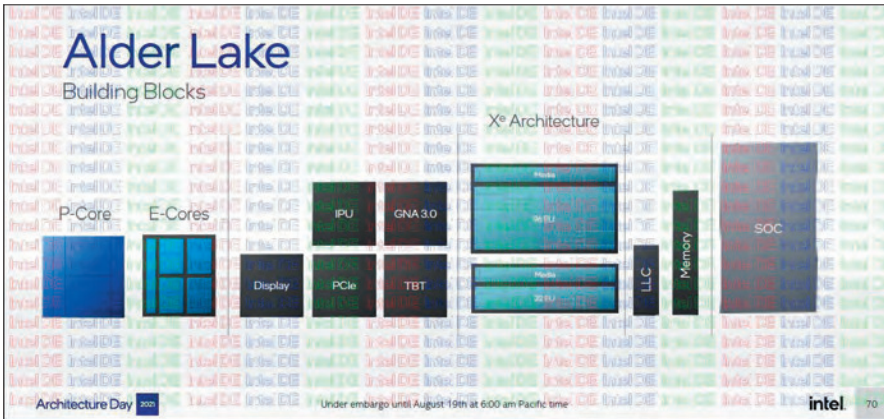 Alder Lake
Building Blocks
Xᵉ Architecture
P-Core
E-Cores
Display
IPU
GNA 3.0
PCIe
TBT
Media
96 EU
Media
32 EU
LLC
Memory
SOC
Architecture Day 2021
Under embargo until August 19th at 6:00 am Pacific time
intel.
70